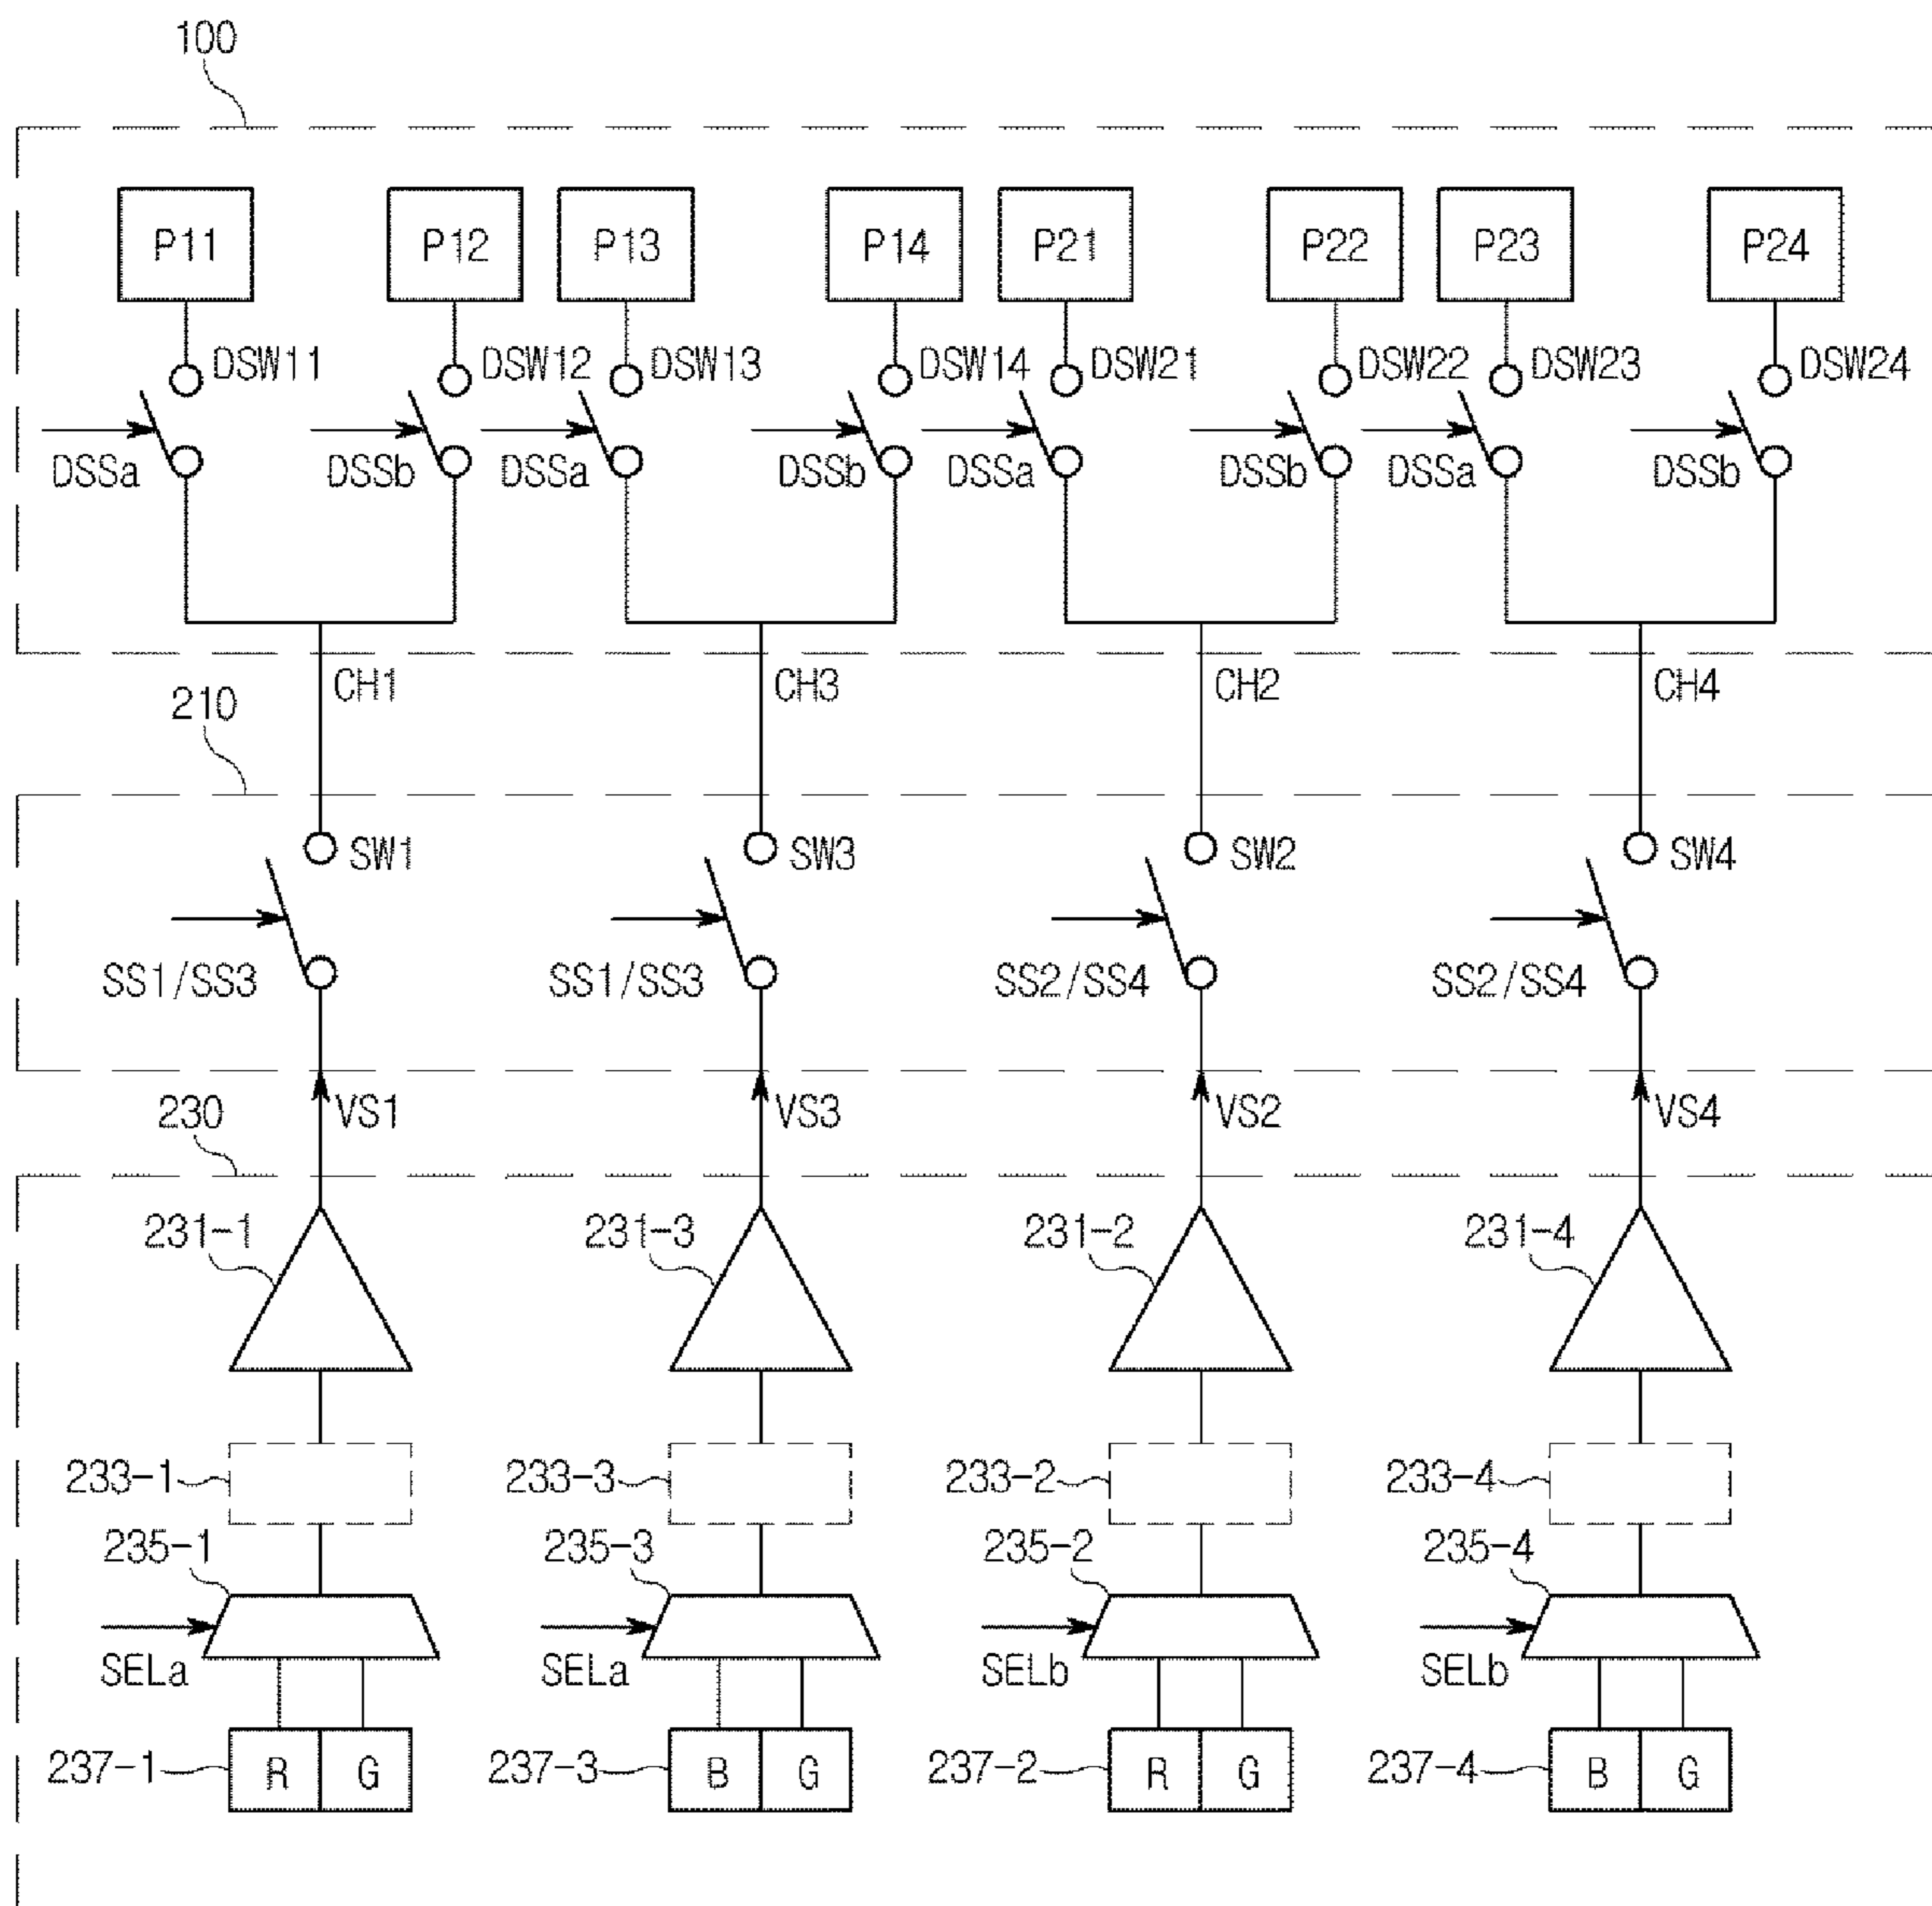 100
P11 P12 P13 P14 P21 P22 P23 P24
DSW11 DSW12 DSW13 DSW14 DSW21 DSW22 DSW23 DSW24
DSSa DSSb DSSa DSSb DSSa DSSb DSSa DSSb
CH1 CH3 CH2 CH4
210
SW1 SW3 SW2 SW4
SS1/SS3 SS1/SS3 SS2/SS4 SS2/SS4
230 VS1 VS3 VS2 VS4
231-1 231-3 231-2 231-4
233-1 233-3 233-2 233-4
235-1 235-3 235-2 235-4
SELa SELa SELb SELb
237-1 R G 237-3 B G 237-2 R G 237-4 B G